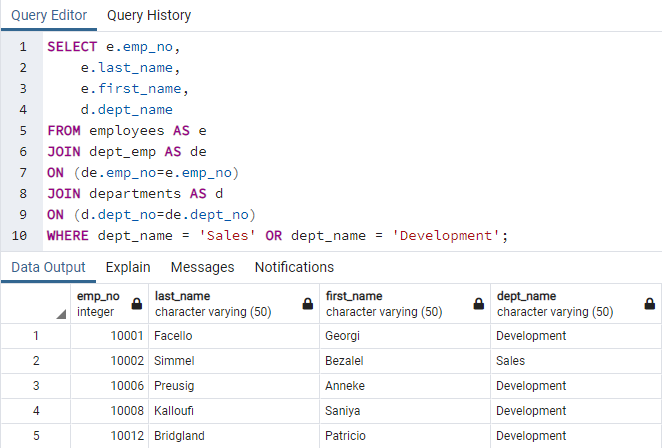 Query Editor Query History
1 SELECT e.emp_no,
2 e.last_name,
3 e.first_name,
4 d.dept_name
5 FROM employees AS e
6 JOIN dept_emp AS de
7 ON (de.emp_no=e.emp_no)
8 JOIN departments AS d
9 ON (d.dept_no=de.dept_no)
10 WHERE dept_name = 'Sales' OR dept_name = 'Development';
Data Output Explain Messages Notifications
emp_no last_name first_name dept_name
integer character varying (50) character varying (50) character varying (50)
1 10001 Facello Georgi Development
2 10002 Simmel Bezalel Sales
3 10006 Preusig Anneke Development
4 10008 Kalloufi Saniya Development
5 10012 Bridgland Patricio Development